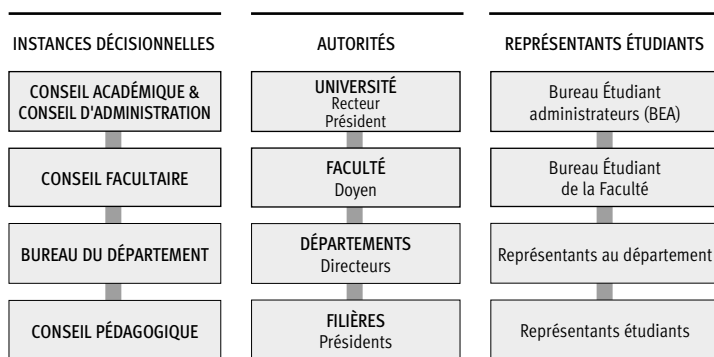 INSTANCES DÉCISIONNELLES
CONSEIL ACADÉMIQUE &
CONSEIL D'ADMINISTRATION
CONSEIL FACULTAIRE
BUREAU DU DÉPARTEMENT
CONSEIL PÉDAGOGIQUE
AUTORITÉS
UNIVERSITÉ
Recteur
Président
FACULTÉ
Doyen
DÉPARTEMENTS
Directeurs
FILIÈRES
Présidents
REPRÉSENTANTS ÉTUDIANTS
Bureau Étudiant
administrateurs (BEA)
Bureau Étudiant
de la Faculté
Représentants au département
Représentants étudiants